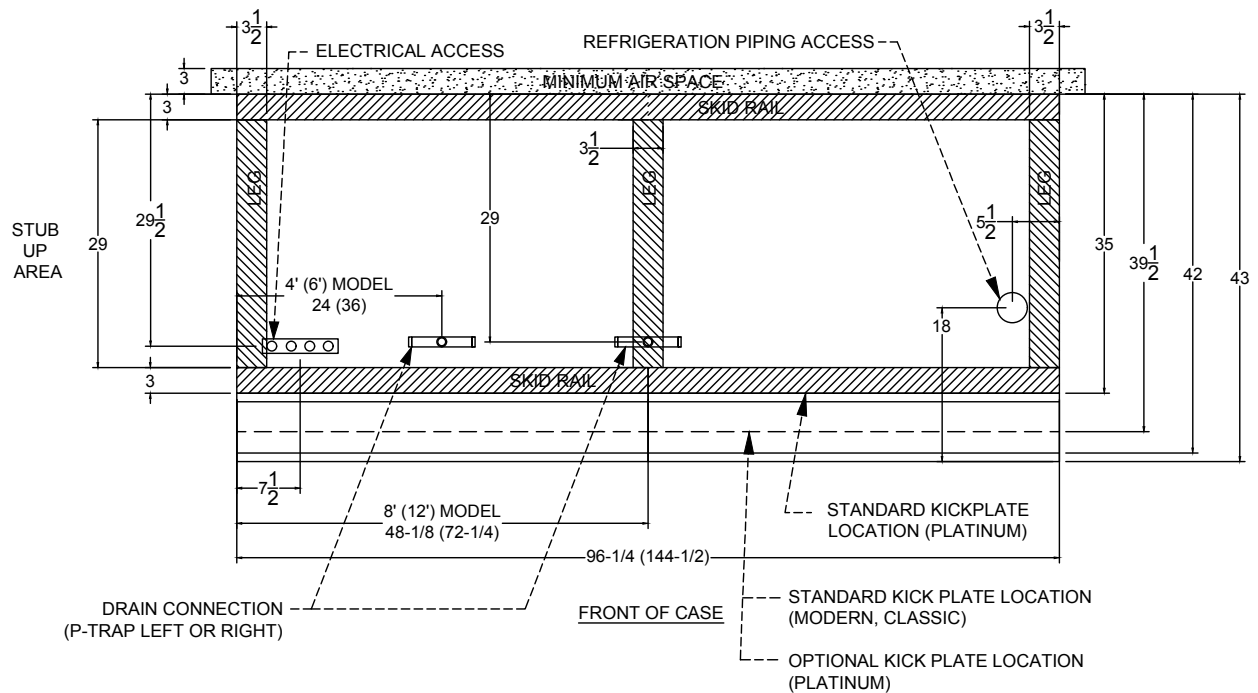 3 1/2
ELECTRICAL ACCESS
REFRIGERATION PIPING ACCESS
3 1/2
3
MINIMUM AIR SPACE
3
SKID RAIL
3 1/2
LEG
LEG
LEG
STUB
UP
AREA
29
29 1/2
29
5 1/2
35
39 1/2
42
43
4' (6') MODEL
24 (36)
18
3
SKID RAIL
7 1/2
8' (12') MODEL
48-1/8 (72-1/4)
STANDARD KICKPLATE
LOCATION (PLATINUM)
96-1/4 (144-1/2)
DRAIN CONNECTION
(P-TRAP LEFT OR RIGHT)
FRONT OF CASE
STANDARD KICK PLATE LOCATION
(MODERN, CLASSIC)
OPTIONAL KICK PLATE LOCATION
(PLATINUM)